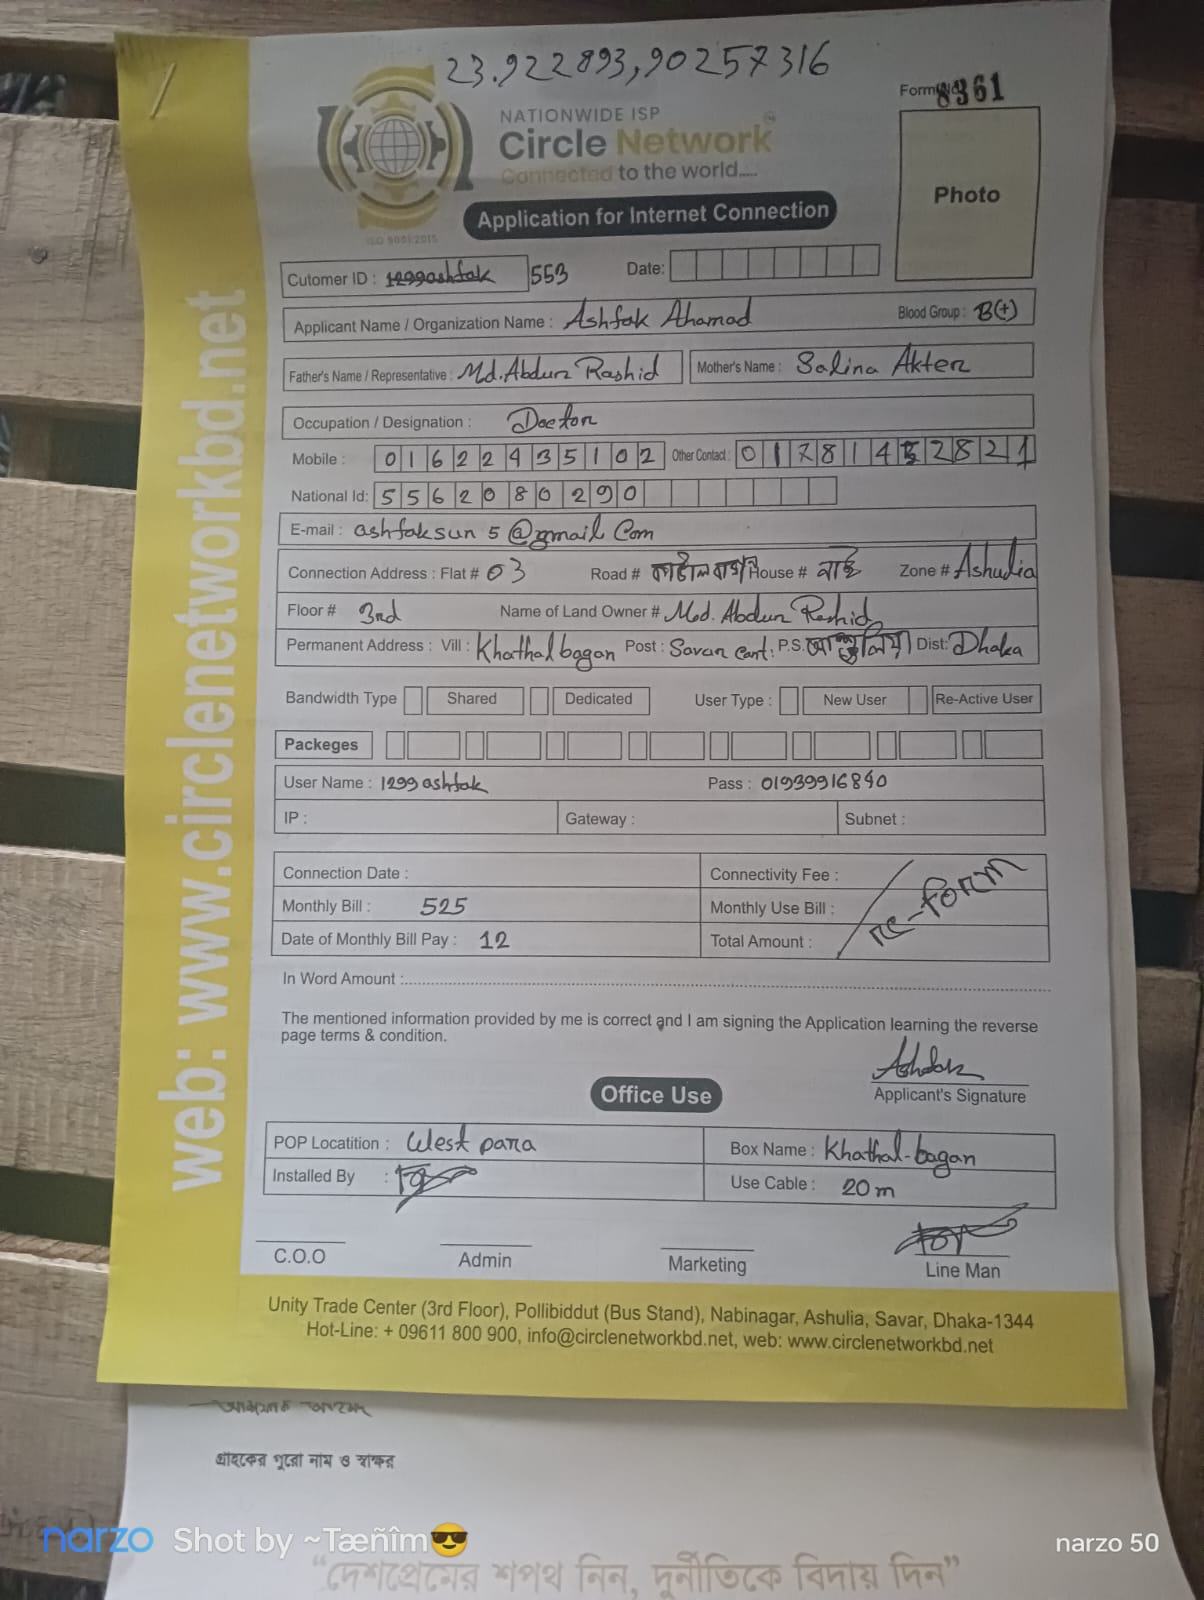 23.922893,90257316
Form No 8361
NATIONWIDE ISP
Circle Network
Connected to the world.....
ISO 9001:2015
Photo
Application for Internet Connection
Cutomer ID : 1299ashfak 553 Date:
Applicant Name / Organization Name : Ashfak Ahamad Blood Group : B(+)
Father's Name / Representative : Md. Abdur Rashid Mother's Name : Salina Akter
Occupation / Designation : Doctor
Mobile : 01622935102 Other Contact : 01781452821
National Id: 5562080290
E-mail : ashfaksun5@gmail Com
Connection Address : Flat # 03 Road # কাঠালবাগান House # নাই Zone # Ashulia
Floor # 3rd Name of Land Owner # Md. Abdur Rashid
Permanent Address : Vill : Khathalbagan Post : Savar Cant: P.S. আশুলিয়া Dist: Dhaka
Bandwidth Type Shared Dedicated User Type : New User Re-Active User
Packeges
User Name : 1299ashfak Pass : 01939916840
IP : Gateway : Subnet :
Connection Date : Connectivity Fee :
Monthly Bill : 525 Monthly Use Bill :
Date of Monthly Bill Pay : 12 Total Amount :
re-form
In Word Amount :
The mentioned information provided by me is correct and I am signing the Application learning the reverse
page terms & condition.
Ashfak
Applicant's Signature
Office Use
POP Locatition : West para Box Name : Khathal-bagan
Installed By : Use Cable : 20 m
C.O.O Admin Marketing Line Man
Unity Trade Center (3rd Floor), Pollibiddut (Bus Stand), Nabinagar, Ashulia, Savar, Dhaka-1344
Hot-Line: + 09611 800 900, info@circlenetworkbd.net, web: www.circlenetworkbd.net
web: www.circlenetworkbd.net
গ্রাহকের পুরো নাম ও স্বাক্ষর
narzo Shot by ~Tæñîm😎 narzo 50
“দেশপ্রেমের শপথ নিন, দুর্নীতিকে বিদায় দিন”